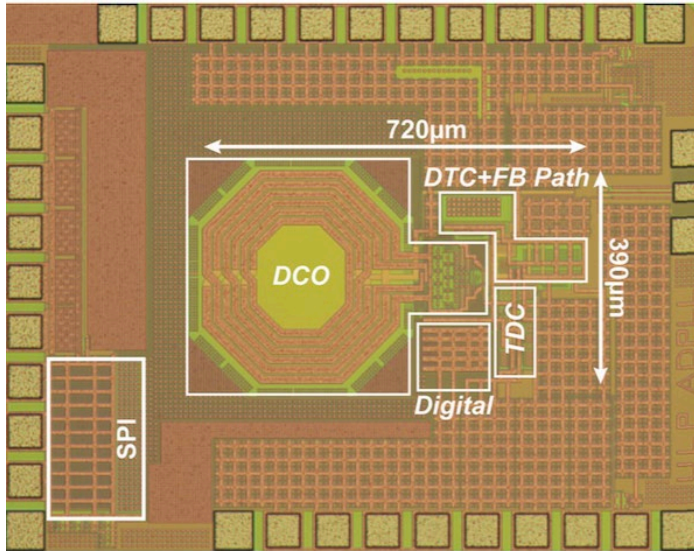 720µm
DTC+FB Path
DCO
390µm
TDC
Digital
SPI